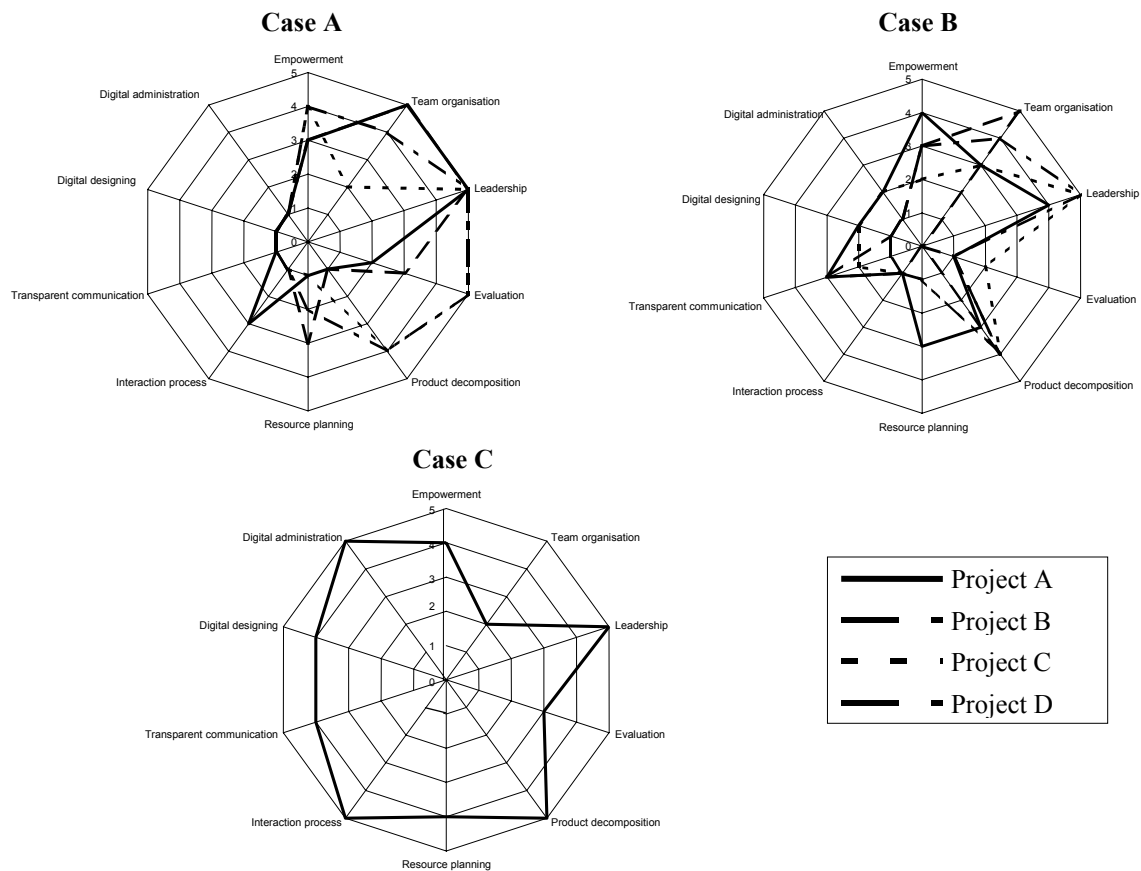 Case A
Empowerment
Team organisation
Leadership
Evaluation
Product decomposition
Resource planning
Interaction process
Transparent communication
Digital designing
Digital administration
5
4
3
2
1
0
Case B
Empowerment
Team organisation
Leadership
Evaluation
Product decomposition
Resource planning
Interaction process
Transparent communication
Digital designing
Digital administration
5
4
3
2
1
0
Case C
Empowerment
Team organisation
Leadership
Evaluation
Product decomposition
Resource planning
Interaction process
Transparent communication
Digital designing
Digital administration
5
4
3
2
1
0
Project A
Project B
Project C
Project D